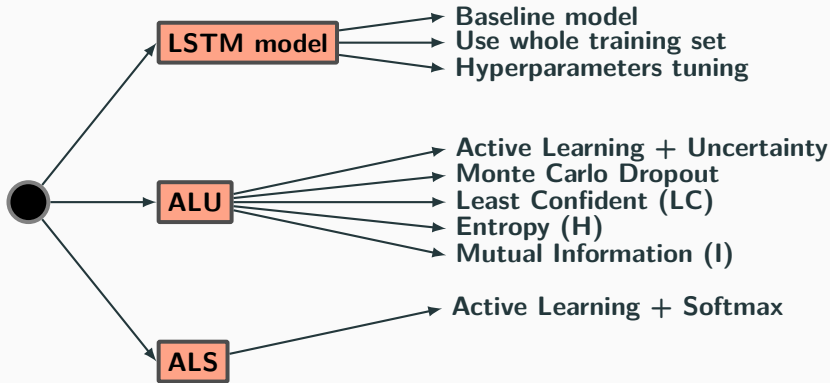 LSTM model
Baseline model
Use whole training set
Hyperparameters tuning
ALU
Active Learning + Uncertainty
Monte Carlo Dropout
Least Confident (LC)
Entropy (H)
Mutual Information (I)
ALS
Active Learning + Softmax